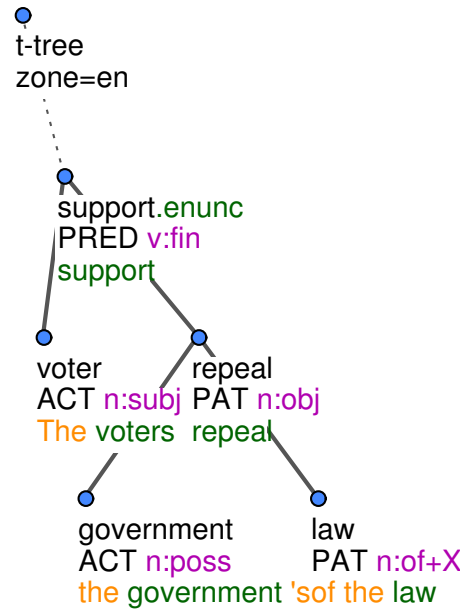 t-tree
zone=en
support.enunc
PRED v:fin
support
voter repeal
ACT n:subj PAT n:obj
The voters repeal
government law
ACT n:poss PAT n:of+X
the government 'sof the law